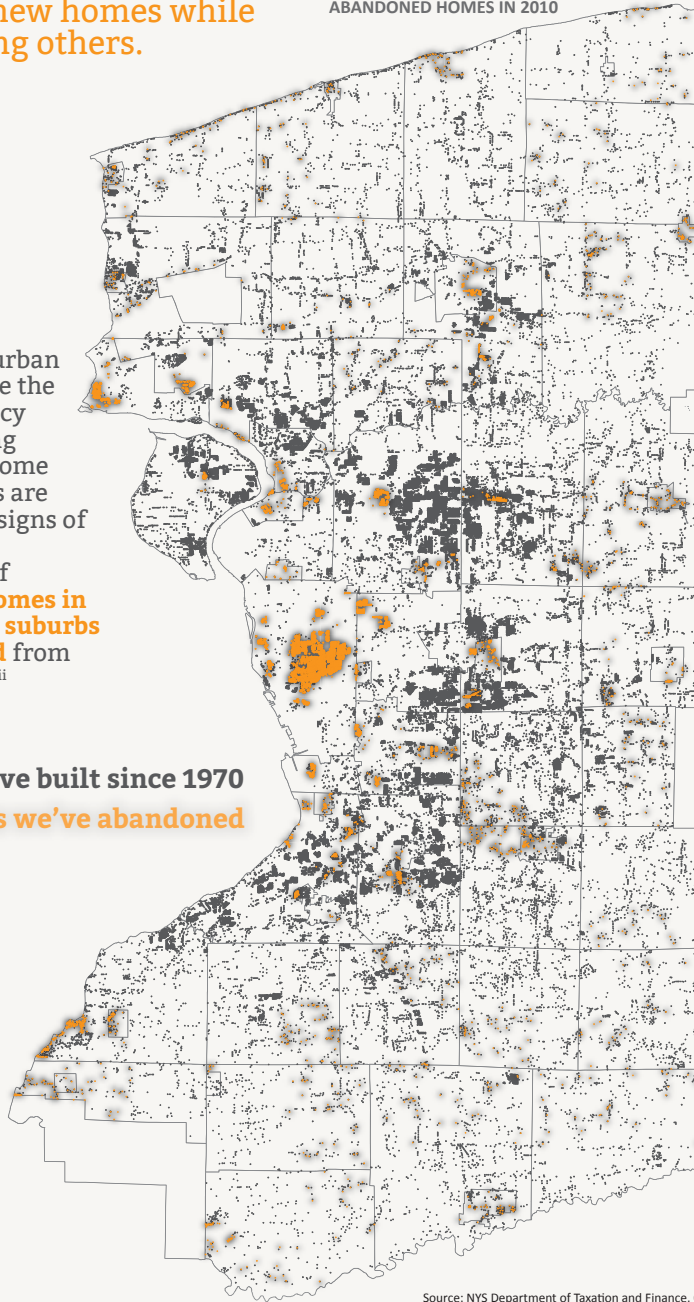 new homes while
ng others.
ABANDONED HOMES IN 2010
urban
e the
cy
ng
ome
s are
signs of
f
omes in
suburbs
d from
ii
ve built since 1970
s we’ve abandoned
Source: NYS Department of Taxation and Finance,